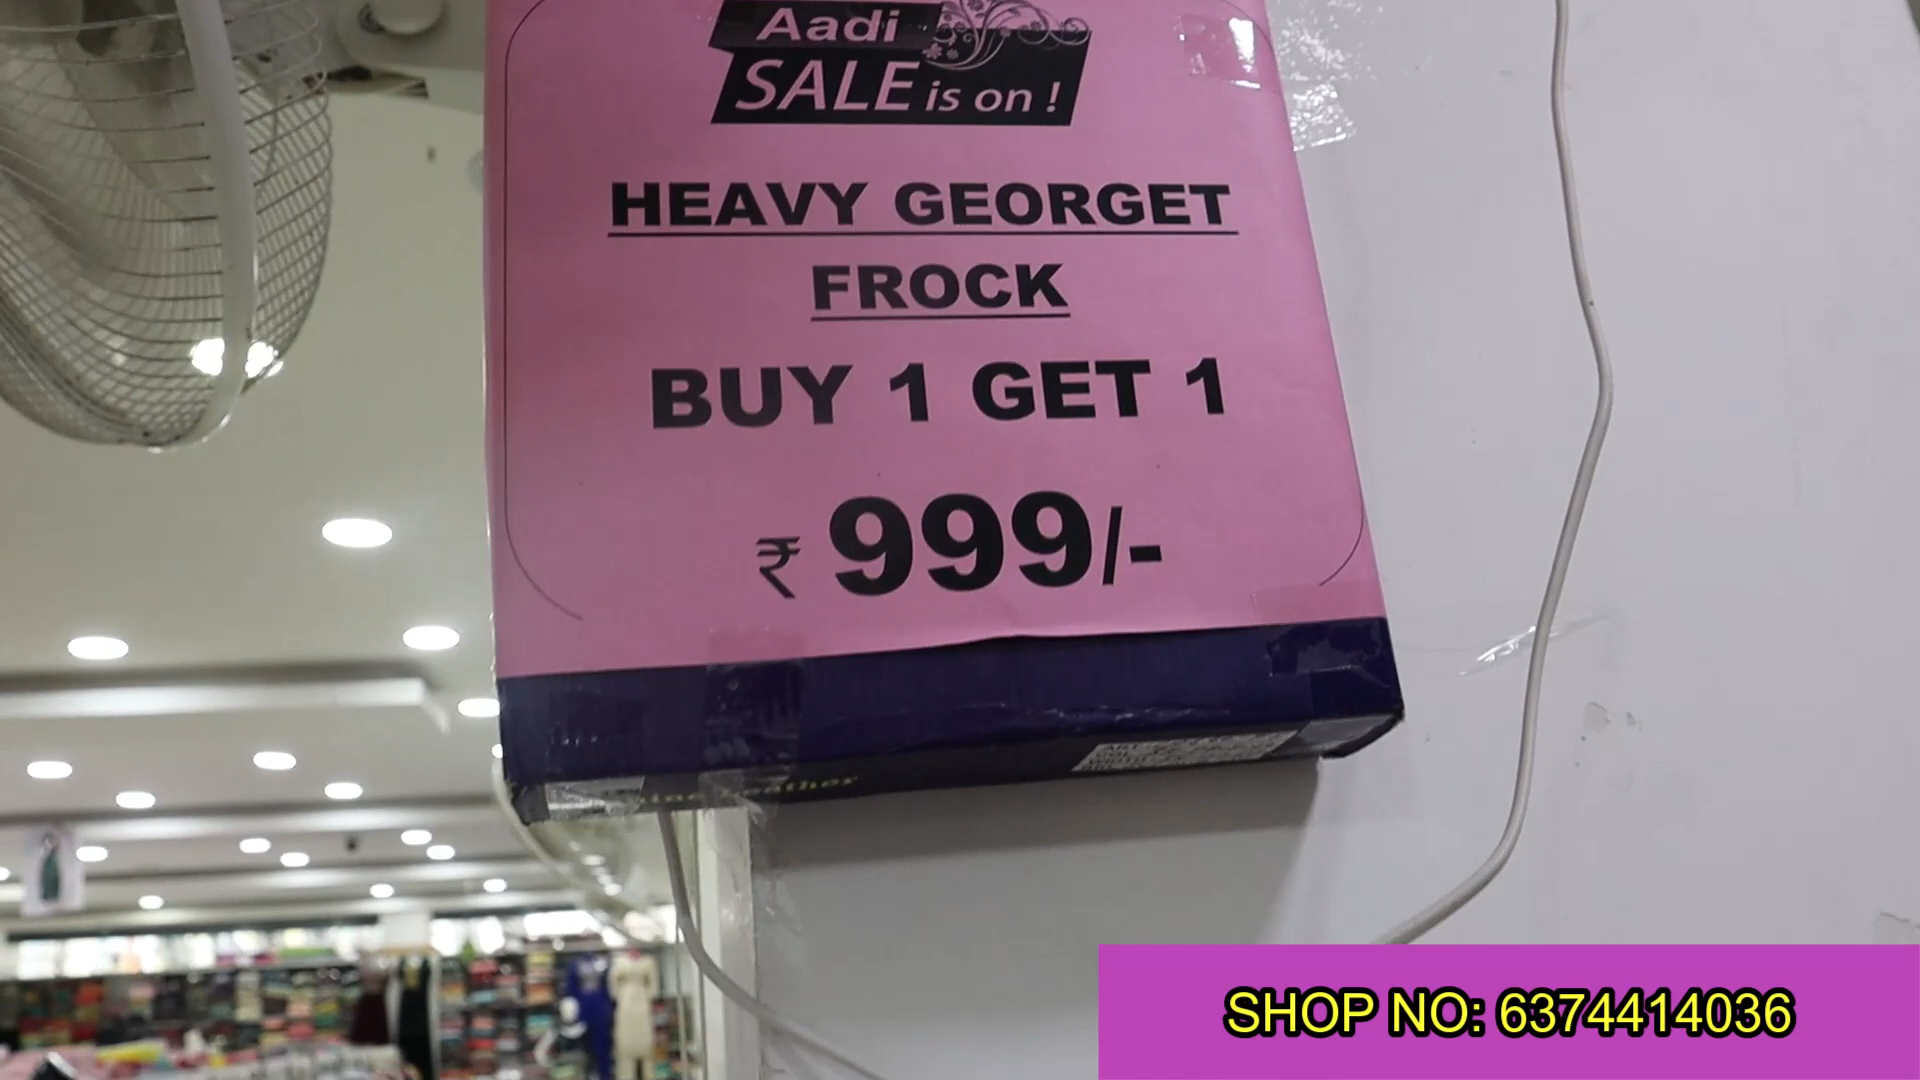 Aadi
SALE is on !
HEAVY GEORGET
FROCK
BUY 1 GET 1
₹ 999/-
SHOP NO: 6374414036